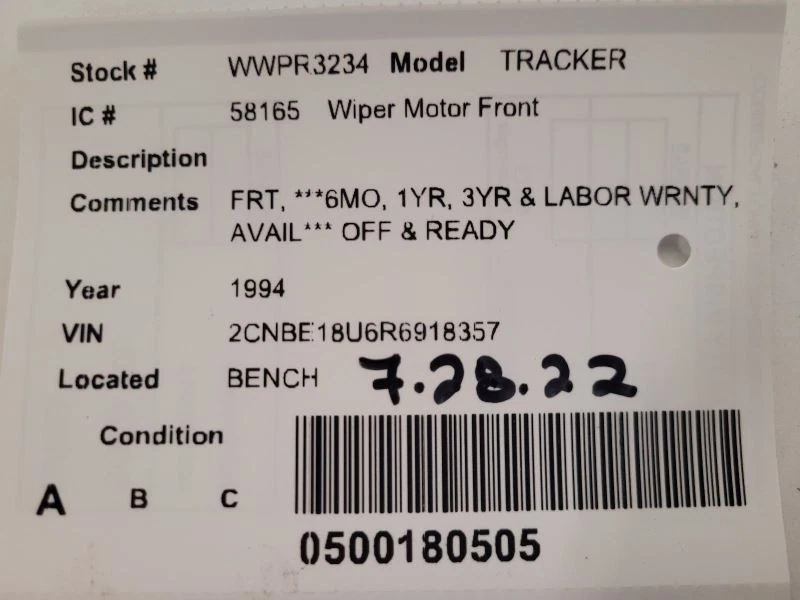 Stock # WWPR3234 Model TRACKER
IC # 58165 Wiper Motor Front
Description
Comments FRT, ***6MO, 1YR, 3YR & LABOR WRNTY,
AVAIL*** OFF & READY
Year 1994
VIN 2CNBE18U6R6918357
Located BENCH 7.28.22
Condition
A B C
0500180505